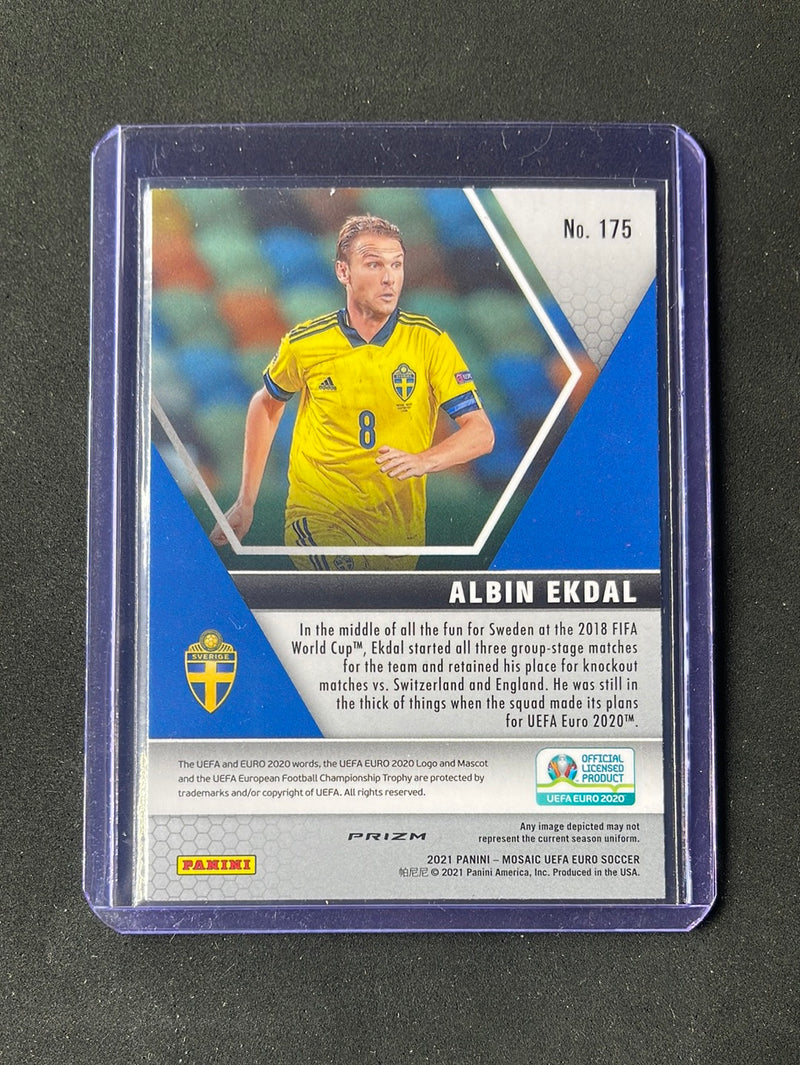 No. 175
SVERIGE
8
ALBIN EKDAL
In the middle of all the fun for Sweden at the 2018 FIFA
World Cup™, Ekdal started all three group-stage matches
for the team and retained his place for knockout
matches vs. Switzerland and England. He was still in
the thick of things when the squad made its plans
for UEFA Euro 2020™.
SVERIGE
The UEFA and EURO 2020 words, the UEFA EURO 2020 Logo and Mascot
and the UEFA European Football Championship Trophy are protected by
trademarks and/or copyright of UEFA. All rights reserved.
OFFICIAL
LICENSED
PRODUCT
UEFA EURO 2020™
PRIZM
Any image depicted may not
represent the current season uniform.
PANINI
2021 PANINI – MOSAIC UEFA EURO SOCCER
帕尼尼 © 2021 Panini America, Inc. Produced in the USA.